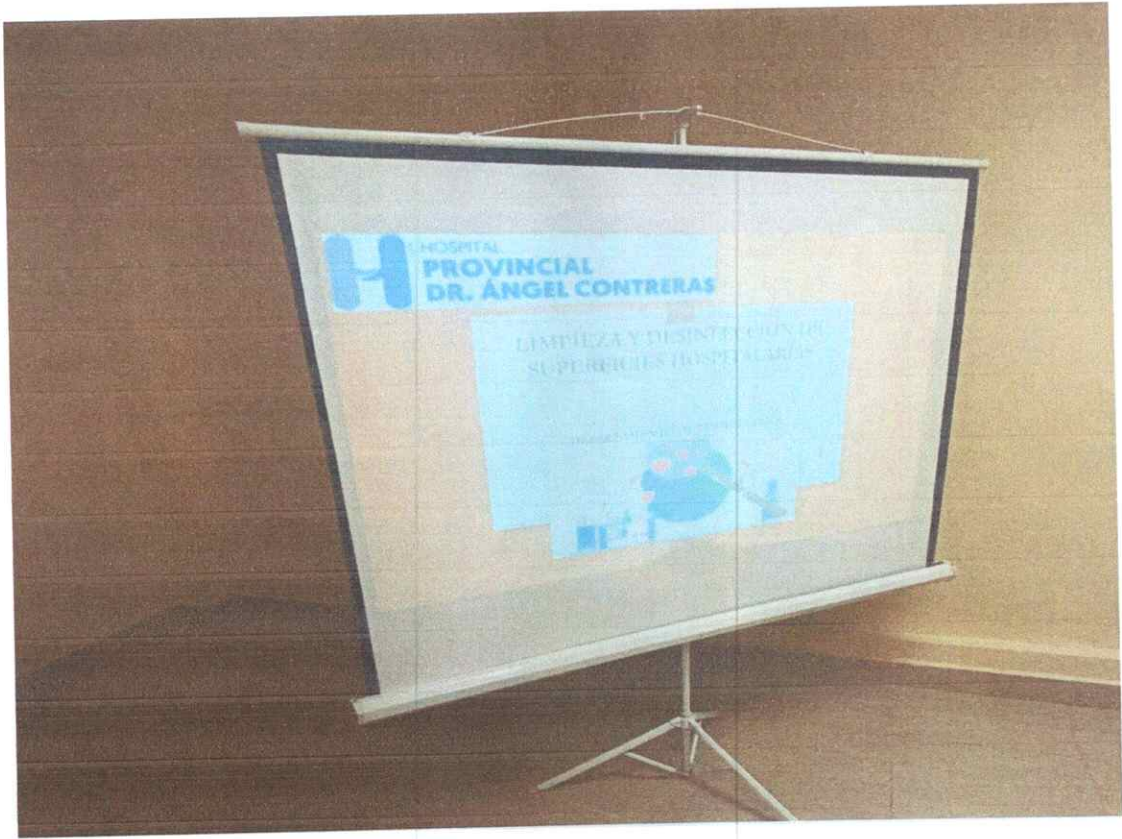 HOSPITAL
PROVINCIAL
DR. ÁNGEL CONTRERAS
LIMPIEZA Y DESINFECCIÓN DE
SUPERFICIES HOSPITALARIAS